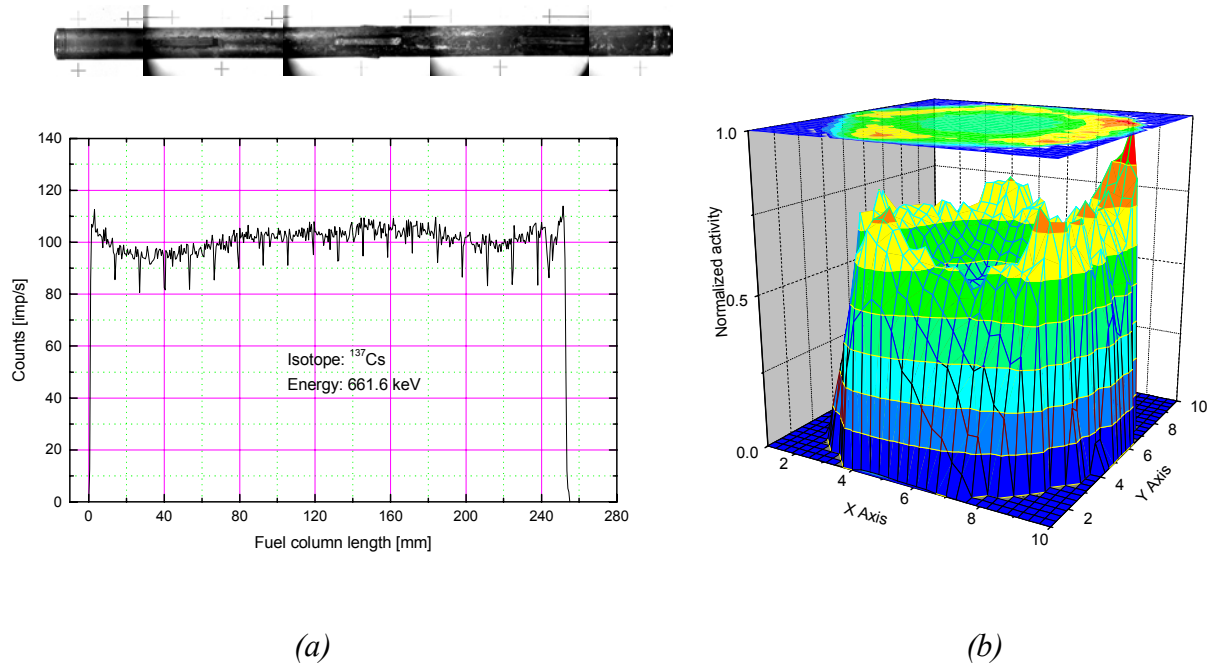 140
120
100
80
60
40
20
0
Counts [imp/s]
Isotope: ¹³⁷Cs
Energy: 661.6 keV
0 40 80 120 160 200 240 280
Fuel column length [mm]
(a)
1.0
0.5
0.0
Normalized activity
2 4 6 8 10
X Axis
2 4 6 8 10
Y Axis
(b)